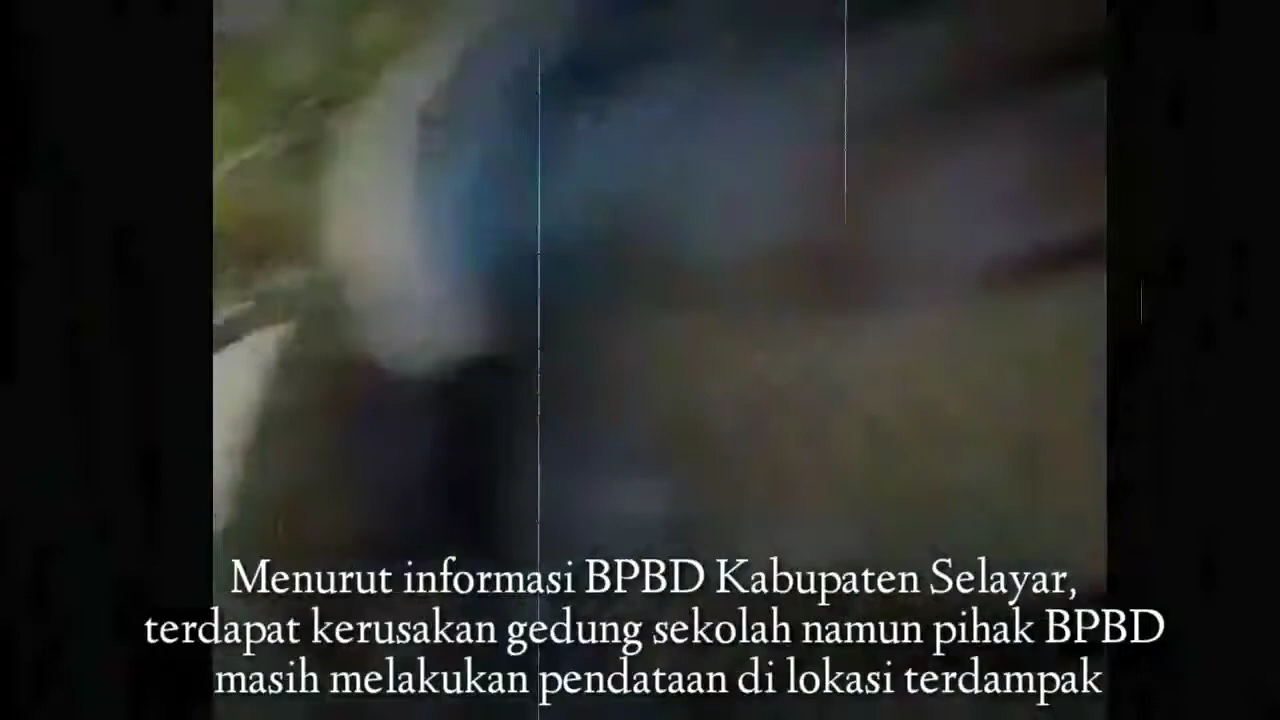 Menurut informasi BPBD Kabupaten Selayar,
terdapat kerusakan gedung sekolah namun pihak BPBD
masih melakukan pendataan di lokasi terdampak